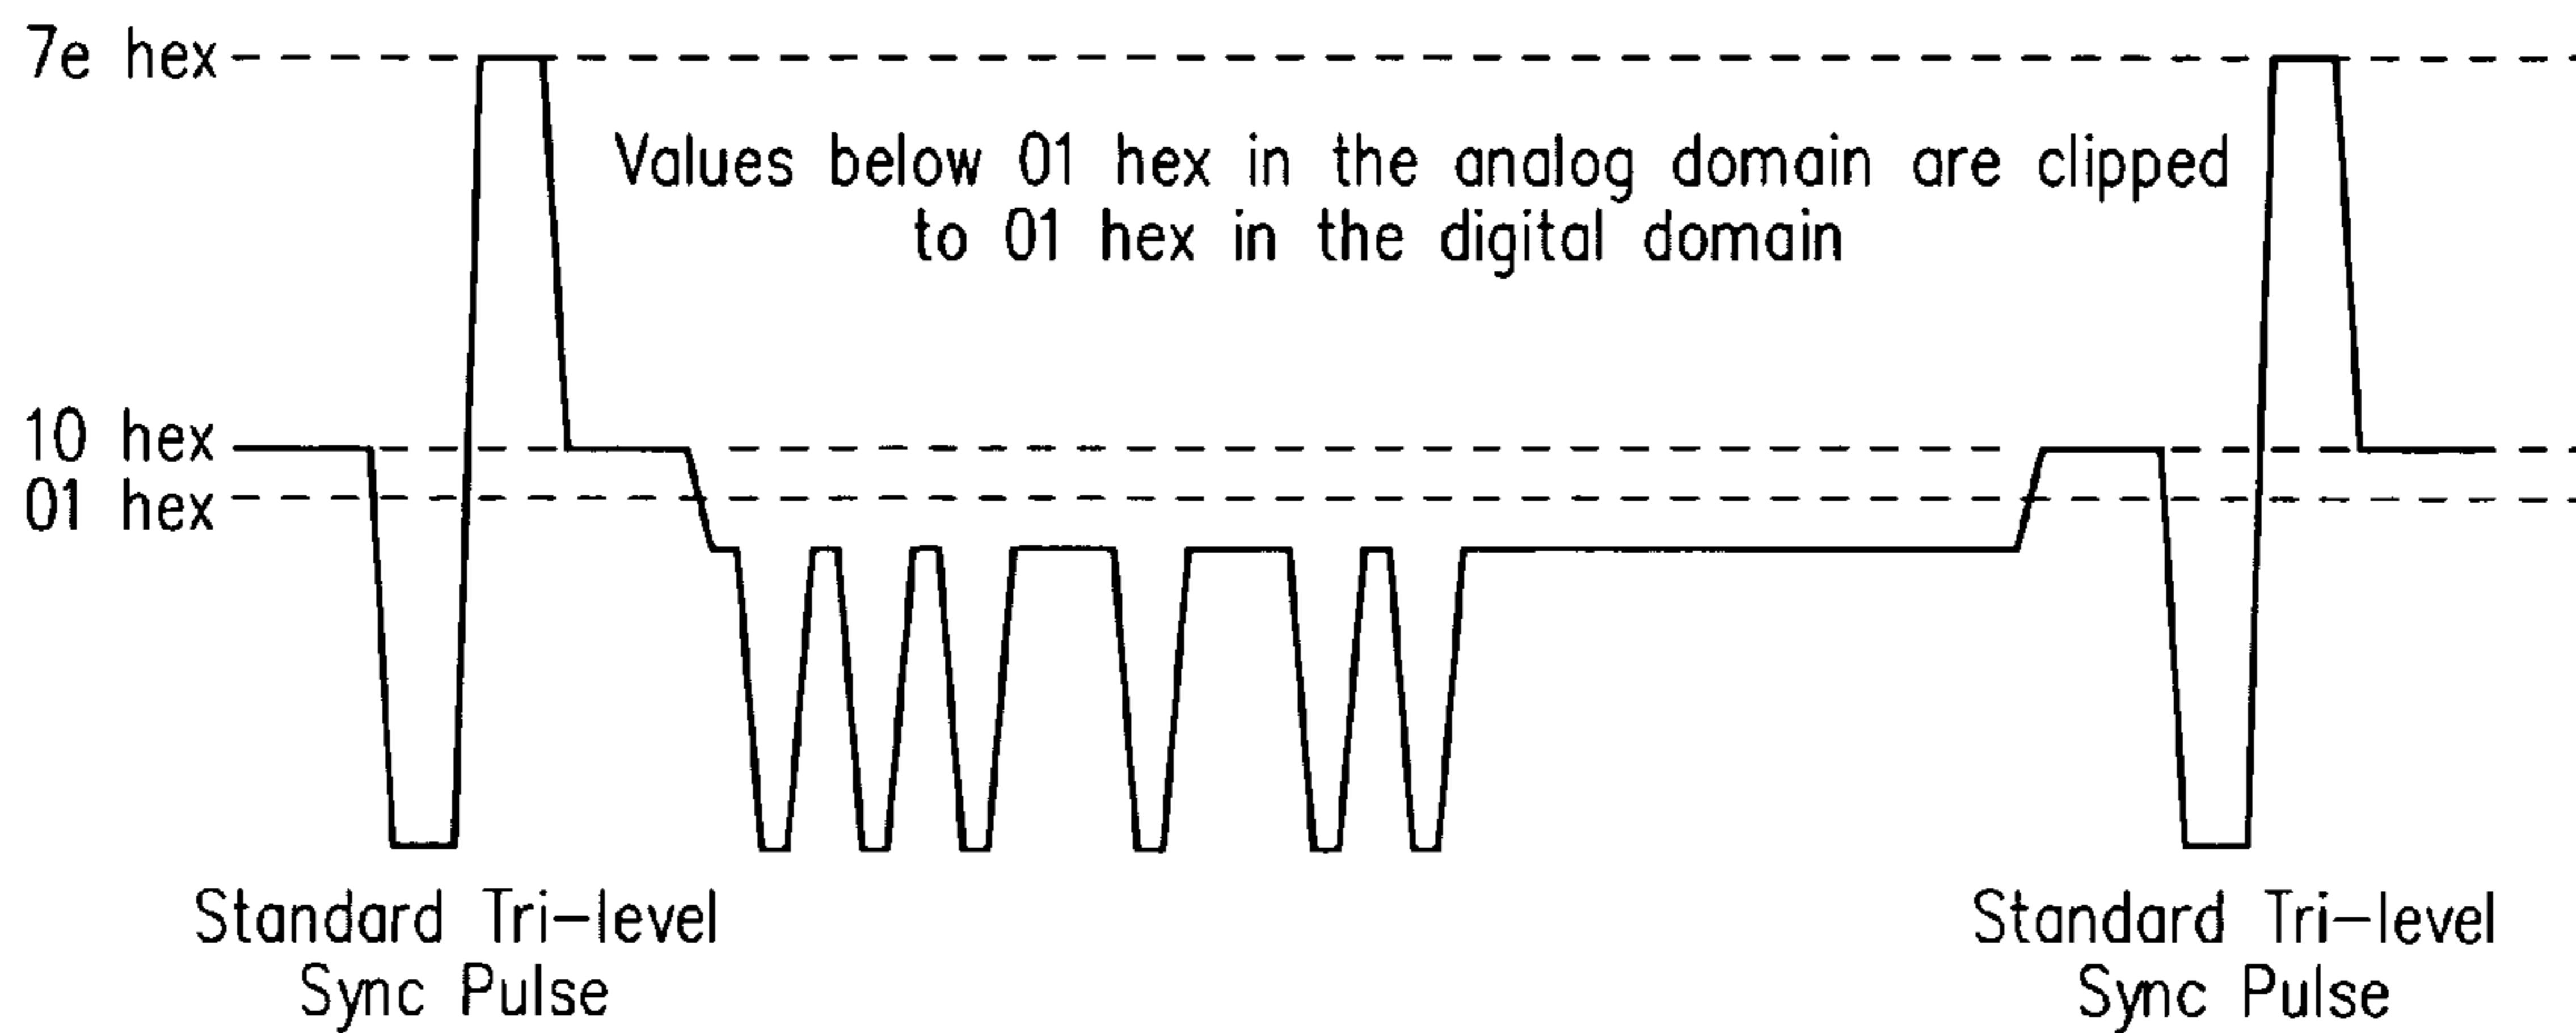 7e hex
Values below 01 hex in the analog domain are clipped
to 01 hex in the digital domain
10 hex
01 hex
Standard Tri-level
Sync Pulse
Standard Tri-level
Sync Pulse